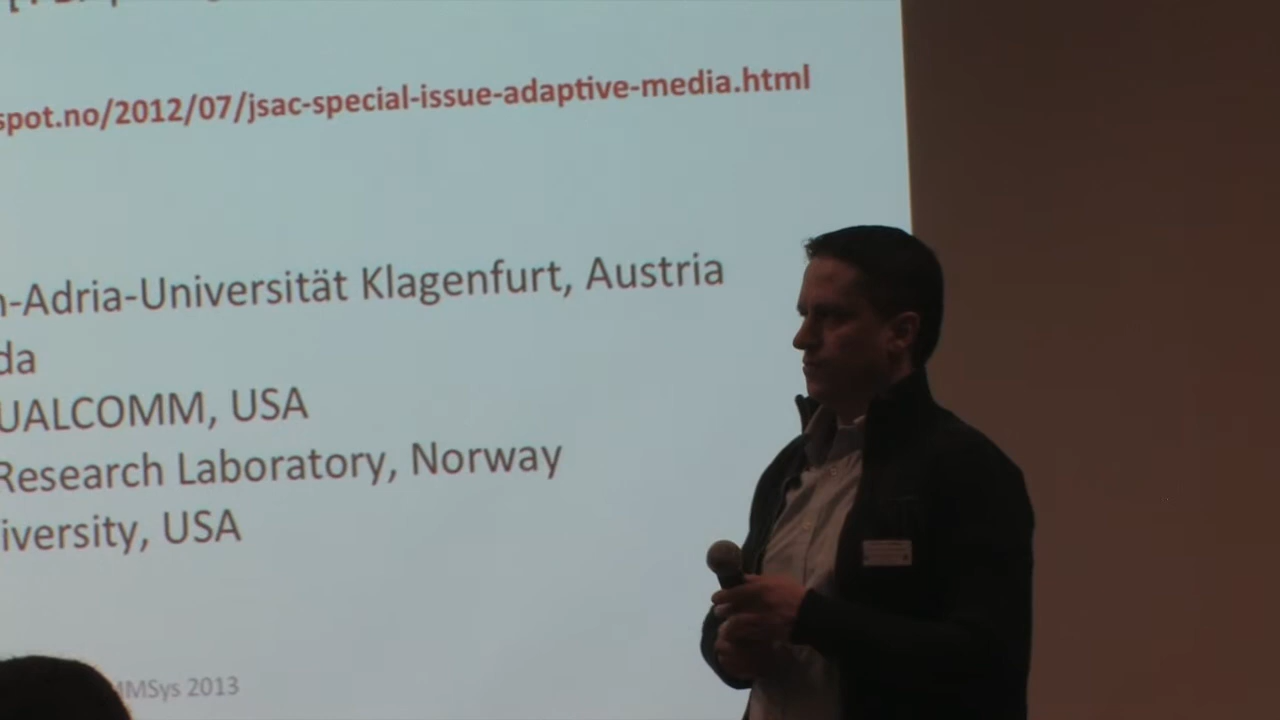 spot.no/2012/07/jsac-special-issue-adaptive-media.html
-Adria-Universität Klagenfurt, Austria
da
UALCOMM, USA
Research Laboratory, Norway
iversity, USA
MMSys 2013